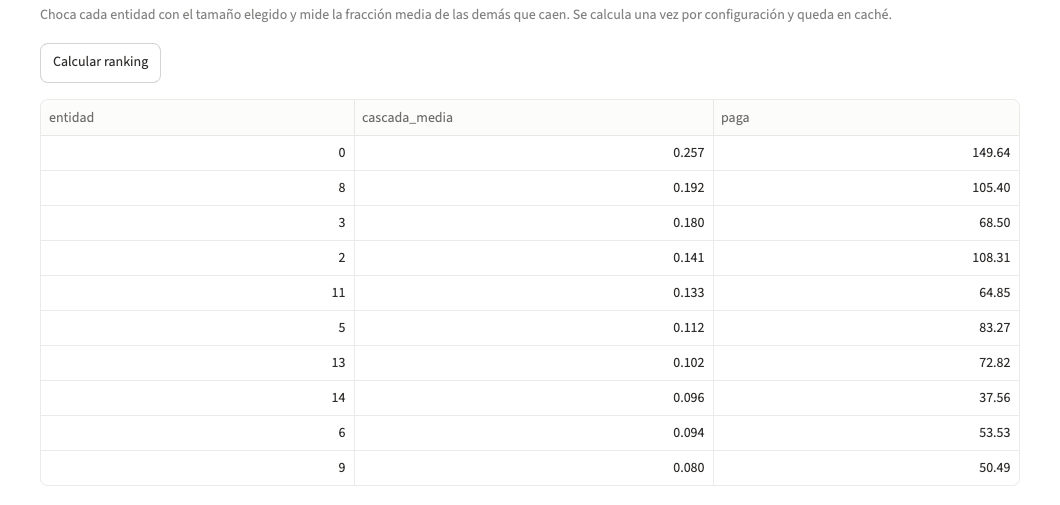 Choca cada entidad con el tamaño elegido y mide la fracción media de las demás que caen. Se calcula una vez por configuración y queda en caché.
Calcular ranking
entidad cascada_media paga
0 0.257 149.64
8 0.192 105.40
3 0.180 68.50
2 0.141 108.31
11 0.133 64.85
5 0.112 83.27
13 0.102 72.82
14 0.096 37.56
6 0.094 53.53
9 0.080 50.49